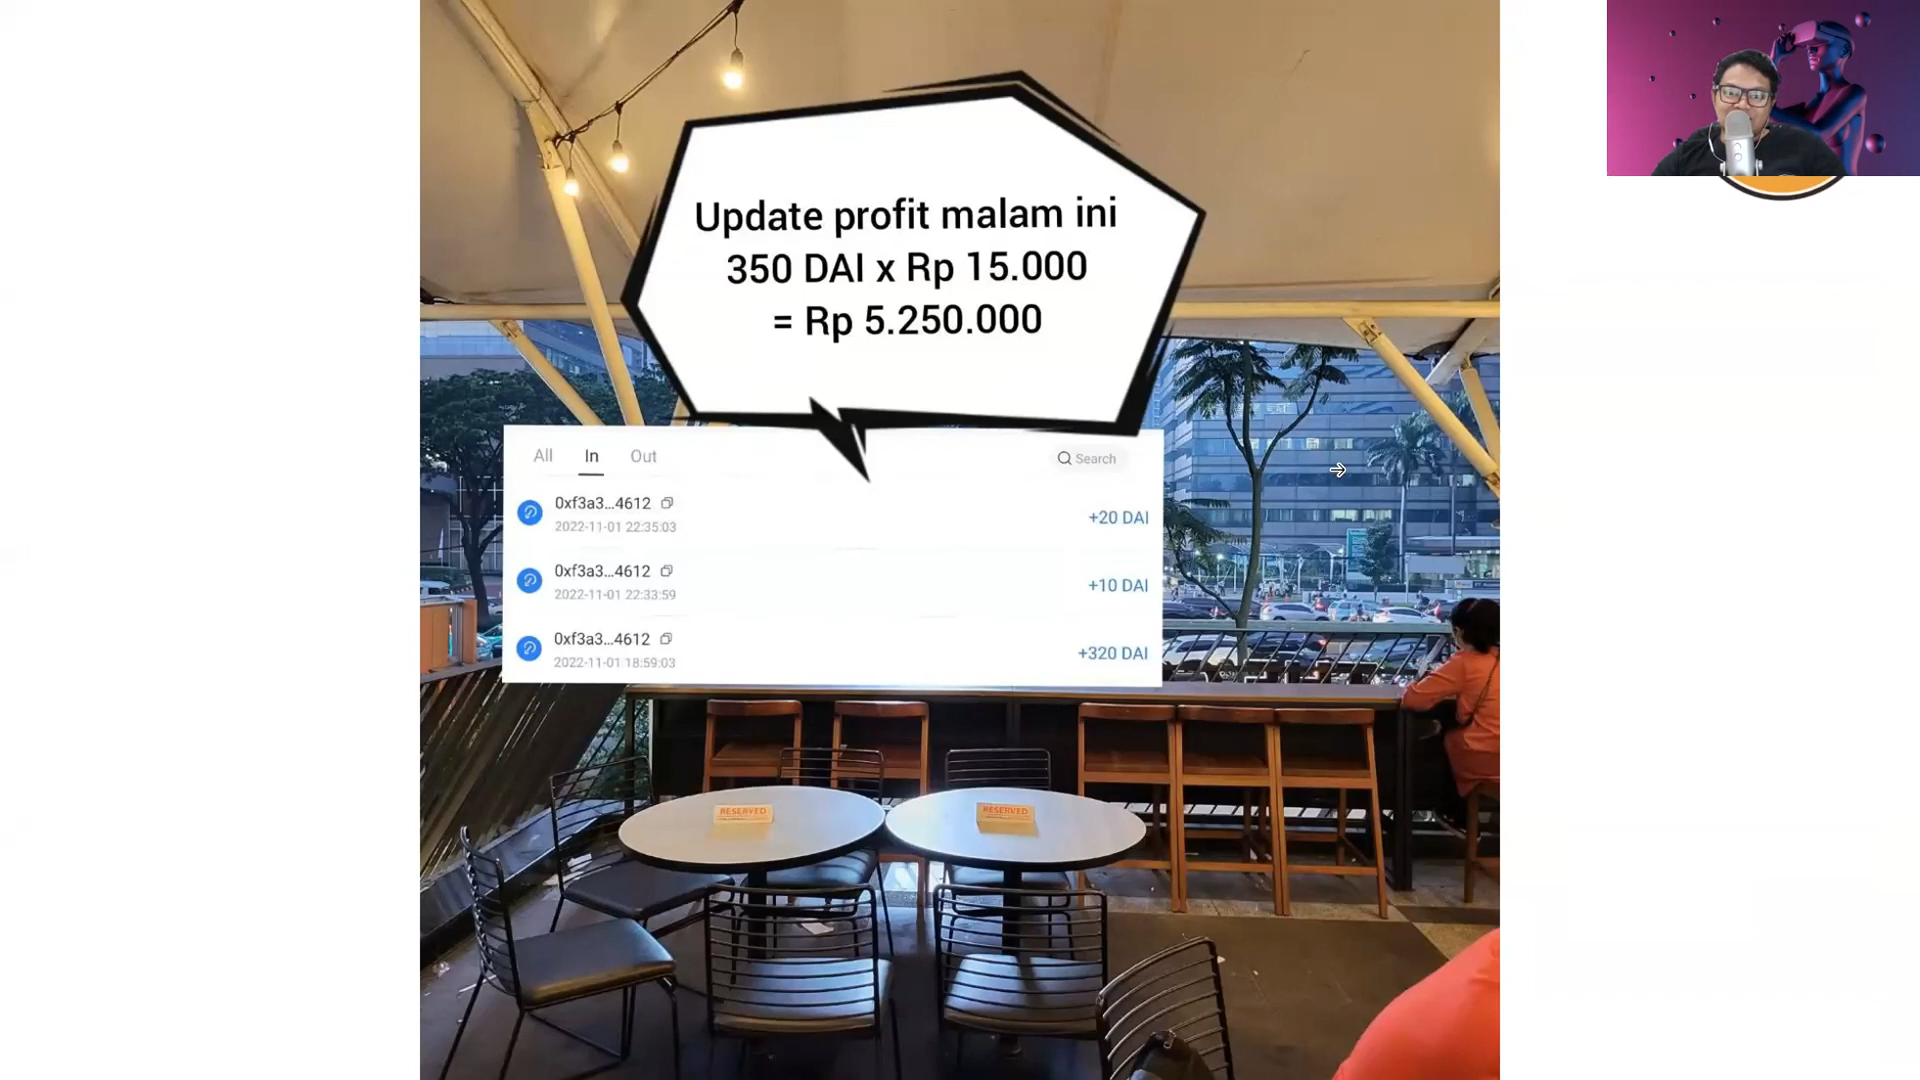 Update profit malam ini
350 DAI x Rp 15.000
= Rp 5.250.000
All In Out Search
0xf3a3...4612
2022-11-01 22:35:03
+20 DAI
0xf3a3...4612
2022-11-01 22:33:59
+10 DAI
0xf3a3...4612
2022-11-01 18:59:03
+320 DAI
RESERVED
RESERVED